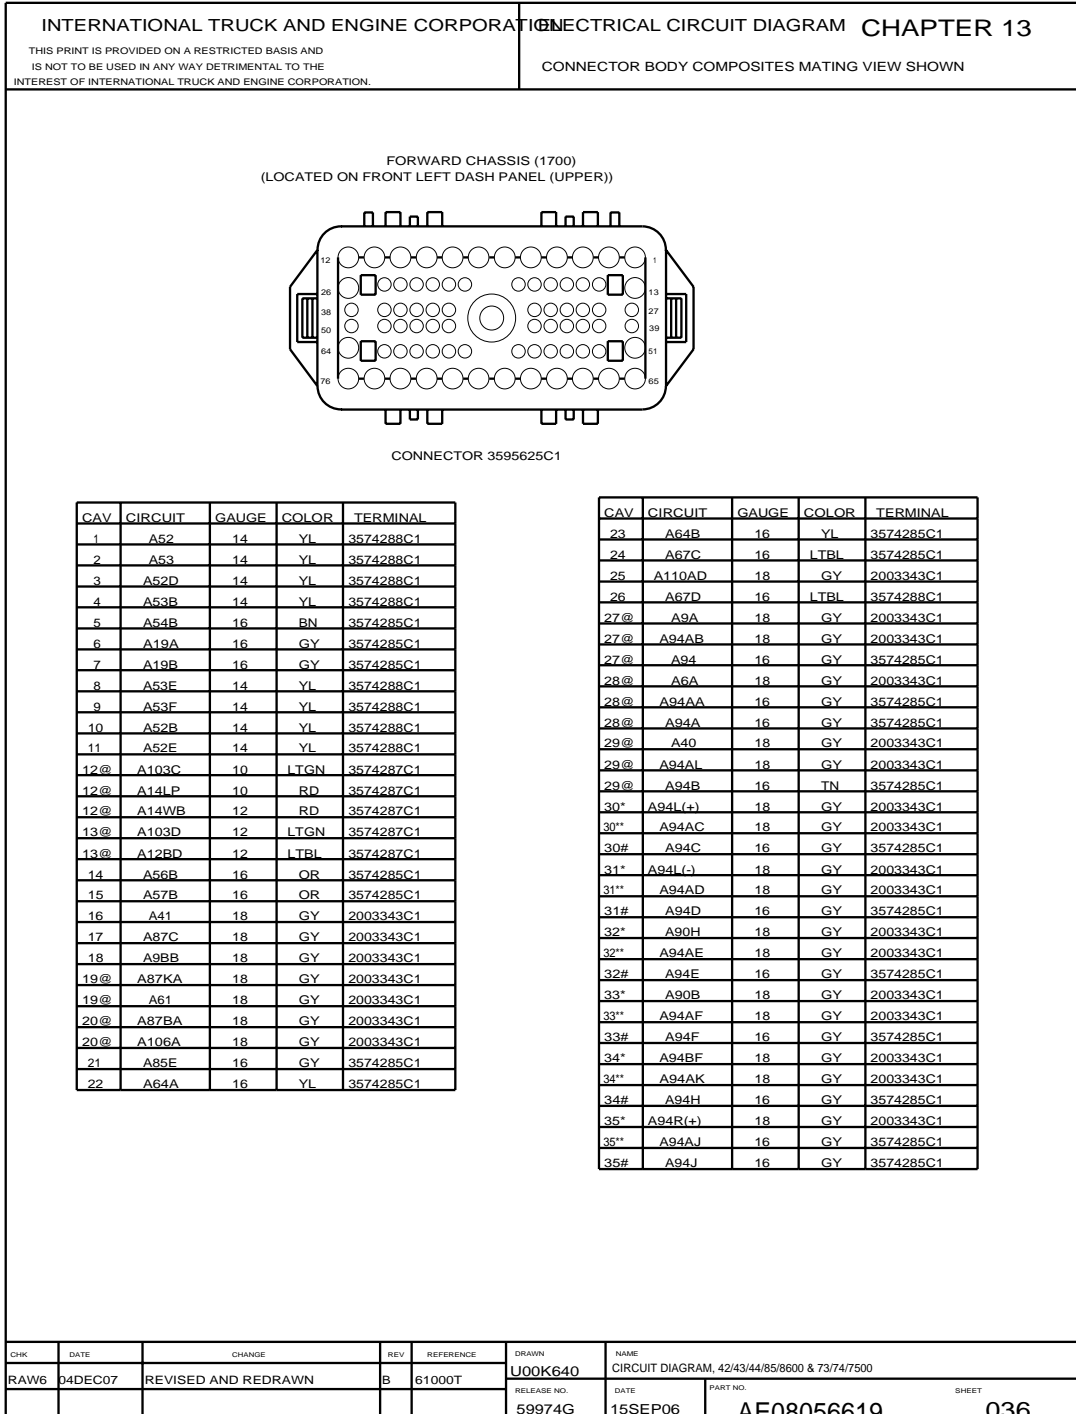 INTERNATIONAL TRUCK AND ENGINE CORPORATION
THIS PRINT IS PROVIDED ON A RESTRICTED BASIS AND
IS NOT TO BE USED IN ANY WAY DETRIMENTAL TO THE
INTEREST OF INTERNATIONAL TRUCK AND ENGINE CORPORATION.
ELECTRICAL CIRCUIT DIAGRAM CHAPTER 13
CONNECTOR BODY COMPOSITES MATING VIEW SHOWN
FORWARD CHASSIS (1700)
(LOCATED ON FRONT LEFT DASH PANEL (UPPER))
12 1
26 13
38 27
50 39
64 51
76 65
CONNECTOR 3595625C1
CAV CIRCUIT GAUGE COLOR TERMINAL
1 A52 14 YL 3574288C1
2 A53 14 YL 3574288C1
3 A52D 14 YL 3574288C1
4 A53B 14 YL 3574288C1
5 A54B 16 BN 3574285C1
6 A19A 16 GY 3574285C1
7 A19B 16 GY 3574285C1
8 A53E 14 YL 3574288C1
9 A53F 14 YL 3574288C1
10 A52B 14 YL 3574288C1
11 A52E 14 YL 3574288C1
12@ A103C 10 LTGN 3574287C1
12@ A14LP 10 RD 3574287C1
12@ A14WB 12 RD 3574287C1
13@ A103D 12 LTGN 3574287C1
13@ A12BD 12 LTBL 3574287C1
14 A56B 16 OR 3574285C1
15 A57B 16 OR 3574285C1
16 A41 18 GY 2003343C1
17 A87C 18 GY 2003343C1
18 A9BB 18 GY 2003343C1
19@ A87KA 18 GY 2003343C1
19@ A61 18 GY 2003343C1
20@ A87BA 18 GY 2003343C1
20@ A106A 18 GY 2003343C1
21 A85E 16 GY 3574285C1
22 A64A 16 YL 3574285C1
CAV CIRCUIT GAUGE COLOR TERMINAL
23 A64B 16 YL 3574285C1
24 A67C 16 LTBL 3574285C1
25 A110AD 18 GY 2003343C1
26 A67D 16 LTBL 3574288C1
27@ A9A 18 GY 2003343C1
27@ A94AB 18 GY 2003343C1
27@ A94 16 GY 3574285C1
28@ A6A 18 GY 2003343C1
28@ A94AA 16 GY 3574285C1
28@ A94A 16 GY 3574285C1
29@ A40 18 GY 2003343C1
29@ A94AL 18 GY 2003343C1
29@ A94B 16 TN 3574285C1
30* A94L(+) 18 GY 2003343C1
30** A94AC 18 GY 2003343C1
30# A94C 16 GY 3574285C1
31* A94L(-) 18 GY 2003343C1
31** A94AD 18 GY 2003343C1
31# A94D 16 GY 3574285C1
32* A90H 18 GY 2003343C1
32** A94AE 18 GY 2003343C1
32# A94E 16 GY 3574285C1
33* A90B 18 GY 2003343C1
33** A94AF 18 GY 2003343C1
33# A94F 16 GY 3574285C1
34* A94BF 18 GY 2003343C1
34** A94AK 18 GY 2003343C1
34# A94H 16 GY 3574285C1
35* A94R(+) 18 GY 2003343C1
35** A94AJ 16 GY 3574285C1
35# A94J 16 GY 3574285C1
CHK DATE CHANGE REV REFERENCE
RAW6 04DEC07 REVISED AND REDRAWN B 61000T
DRAWN
U00K640
NAME
CIRCUIT DIAGRAM, 42/43/44/85/8600 & 73/74/7500
RELEASE NO.
59974G
DATE
15SEP06
PART NO.
AE08056619
SHEET
036